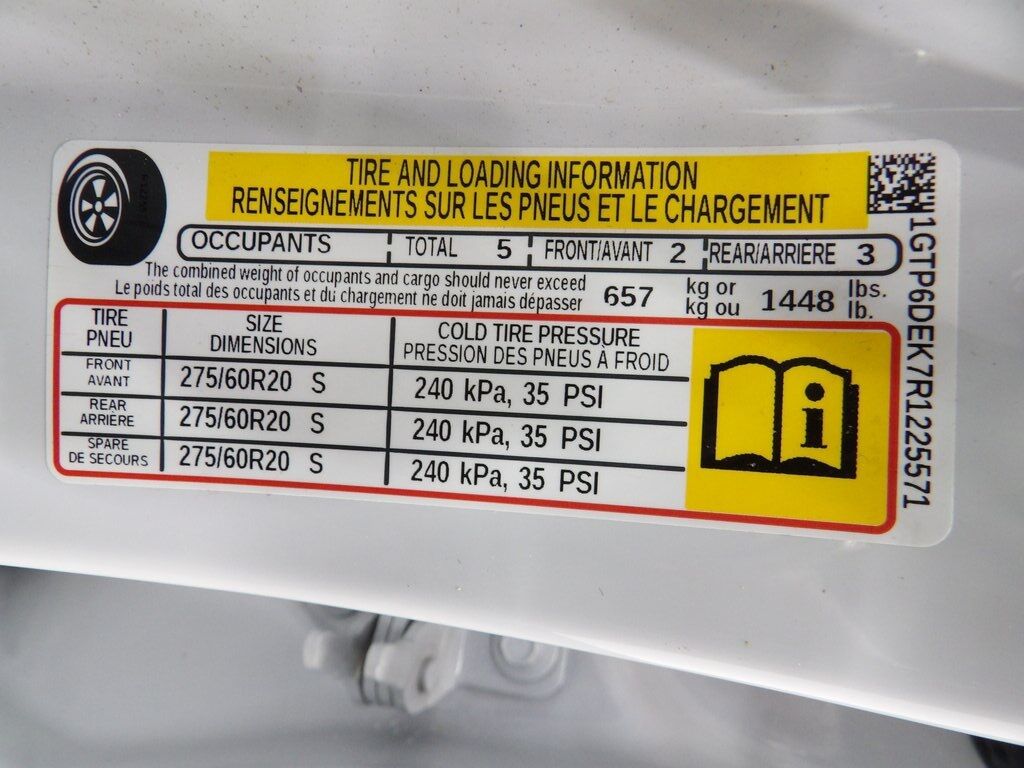 TIRE AND LOADING INFORMATION
RENSEIGNEMENTS SUR LES PNEUS ET LE CHARGEMENT
OCCUPANTS TOTAL 5 FRONT/AVANT 2 REAR/ARRIÈRE 3
The combined weight of occupants and cargo should never exceed 657 kg or 1448 lbs.
Le poids total des occupants et du chargement ne doit jamais dépasser kg ou lb.
TIRE SIZE COLD TIRE PRESSURE
PNEU DIMENSIONS PRESSION DES PNEUS À FROID
FRONT
AVANT 275/60R20 S 240 kPa, 35 PSI
REAR
ARRIÈRE 275/60R20 S 240 kPa, 35 PSI
SPARE
DE SECOURS 275/60R20 S 240 kPa, 35 PSI
i
1GTP6DEK7R1225571